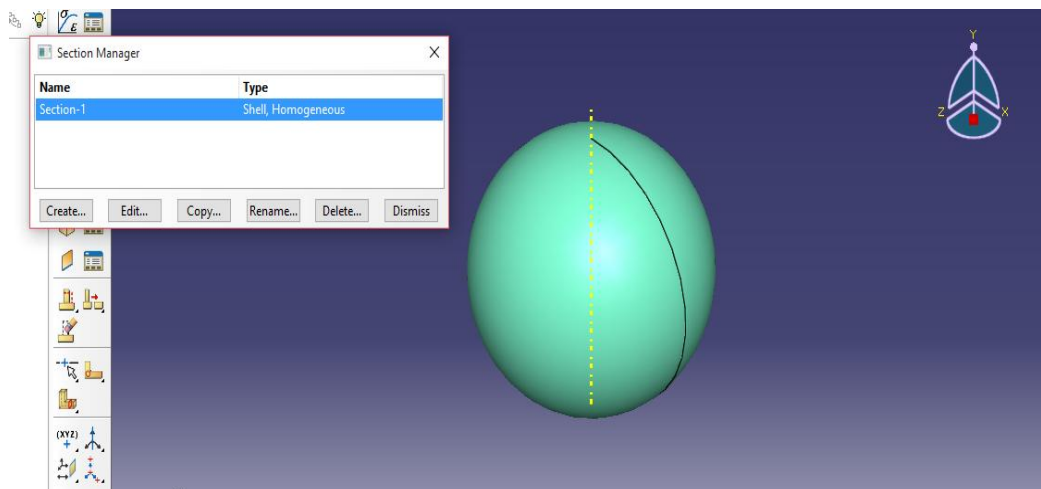 σ
ε
Section Manager
X
Name Type
Section-1 Shell, Homogeneous
Create... Edit... Copy... Rename... Delete... Dismiss
(XYZ)
Y
Z X